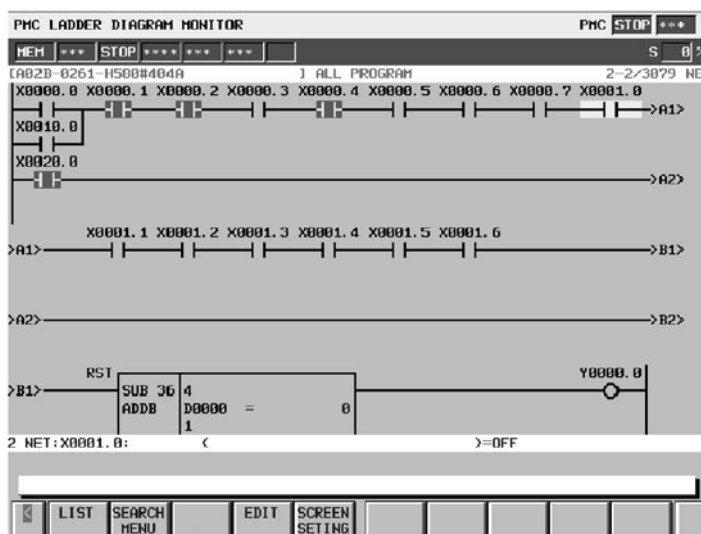 PMC LADDER DIAGRAM MONITOR PMC STOP ***
MEM *** STOP **** *** *** S 0 %
[A02B-0261-H580#404A ] ALL PROGRAM 2-2/3079 NE
X0000.0 X0000.1 X0000.2 X0000.3 X0000.4 X0000.5 X0000.6 X0000.7 X0001.0
>A1>
X0010.0
X0020.0
>A2>
X0001.1 X0001.2 X0001.3 X0001.4 X0001.5 X0001.6
>A1> >B1>
>A2> >B2>
RST Y0000.0
>B1> SUB 36 4
ADDB D0000 = 0
1
2 NET:X0001.0: ( )=OFF
< LIST SEARCH MENU EDIT SCREEN SETING